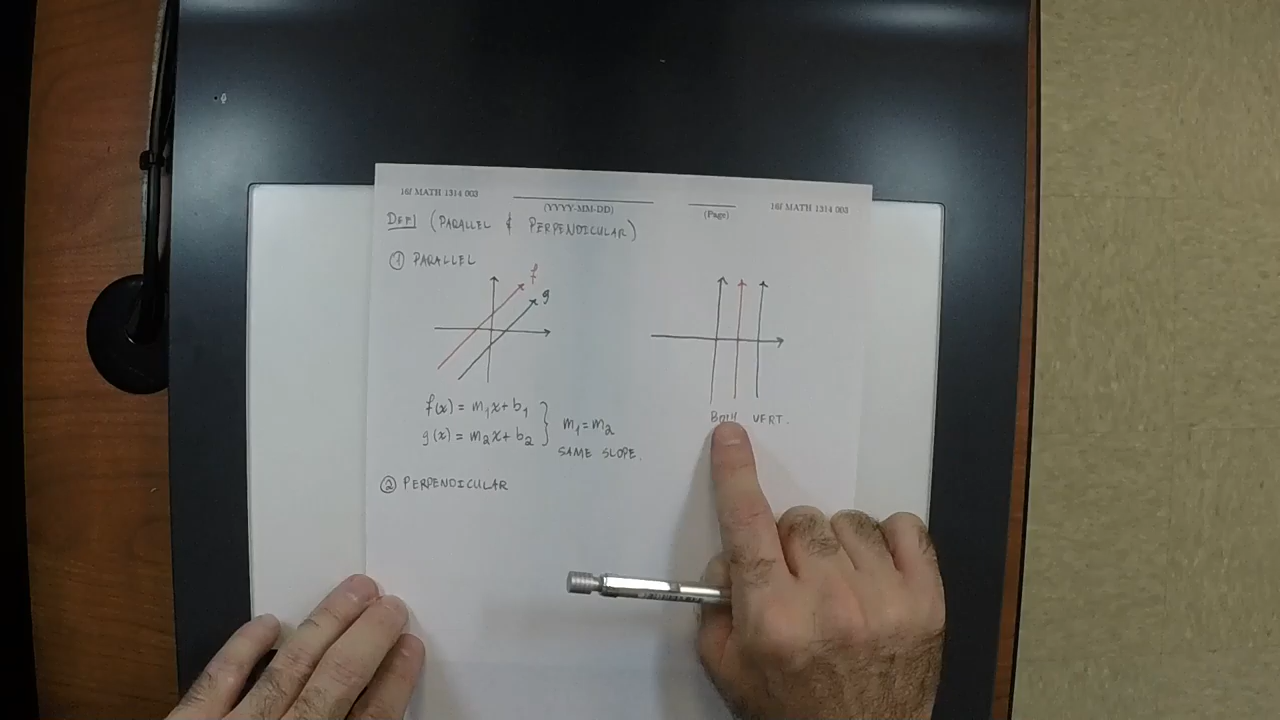 16f MATH 1314 003
(YYYY-MM-DD)
(Page)
16f MATH 1314 003
DEF (PARALLEL & PERPENDICULAR)
① PARALLEL
f
g
f(x) = m₁x + b₁
g(x) = m₂x + b₂
m₁ = m₂
SAME SLOPE.
BOTH VERT.
② PERPENDICULAR